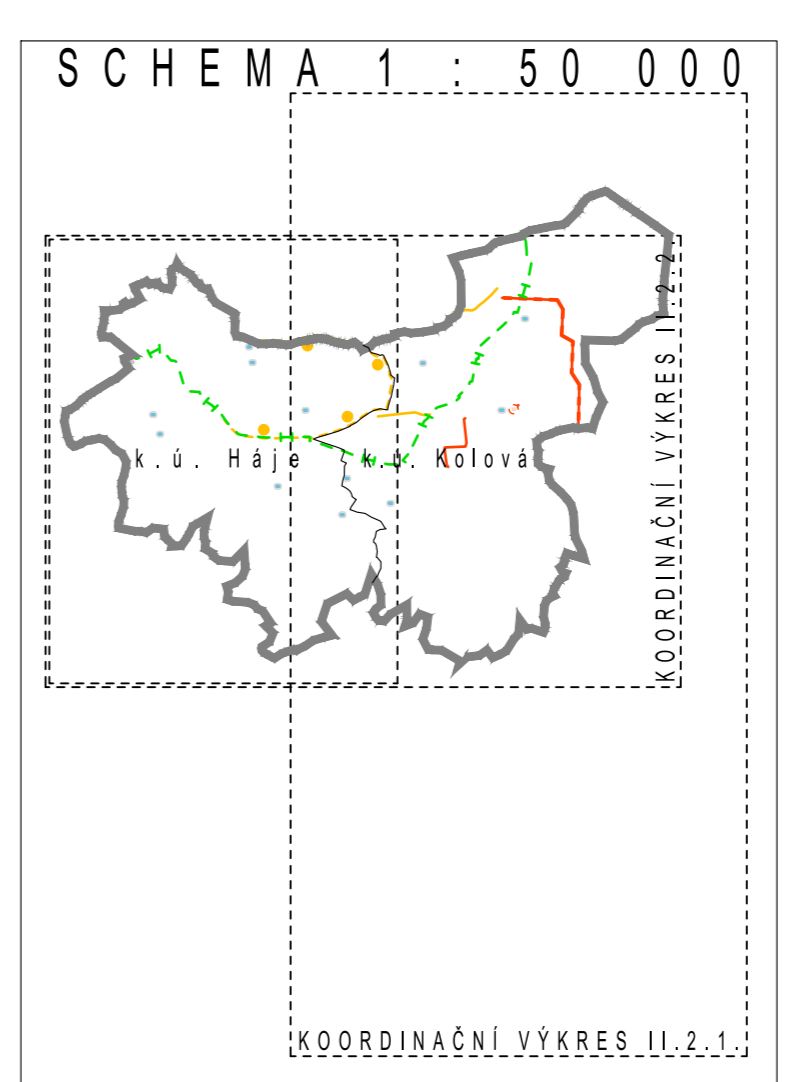 SCHEMA 1 : 50 000
k.ú. Háje
k.ú. Kolová
KOORDINAČNÍ VÝKRES II.2.2.
KOORDINAČNÍ VÝKRES II.2.1.